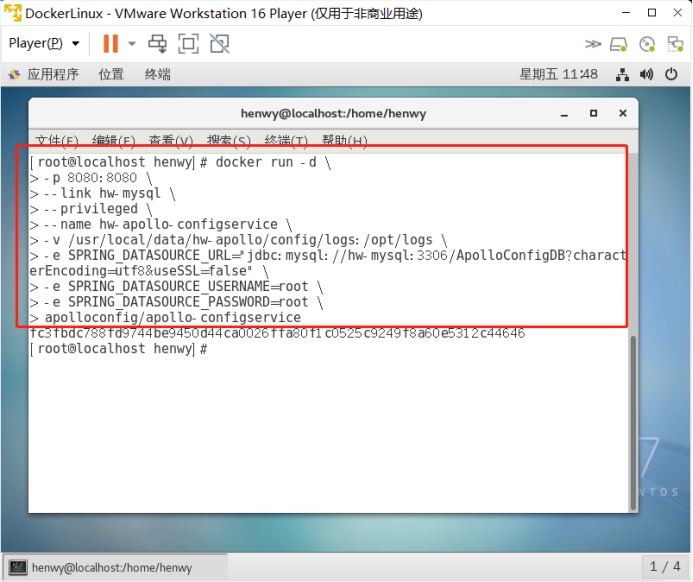 DockerLinux - VMware Workstation 16 Player (仅用于非商业用途)
Player(P)
应用程序 位置 终端 星期五 11:48
henwy@localhost:/home/henwy
文件(F) 编辑(E) 查看(V) 搜索(S) 终端(T) 帮助(H)
[root@localhost henwy]# docker run -d \
> -p 8080:8080 \
> --link hw-mysql \
> --privileged \
> --name hw-apollo-configservice \
> -v /usr/local/data/hw-apollo/config/logs:/opt/logs \
> -e SPRING_DATASOURCE_URL="jdbc:mysql://hw-mysql:3306/ApolloConfigDB?charact
erEncoding=utf8&useSSL=false" \
> -e SPRING_DATASOURCE_USERNAME=root \
> -e SPRING_DATASOURCE_PASSWORD=root \
> apolloconfig/apollo-configservice
fc3fbdc788fd9744be9450d44ca0026ffa80f1c0525c9249f8a60e5312c44646
[root@localhost henwy]#
7
NTOS
henwy@localhost:/home/henwy
1 / 4